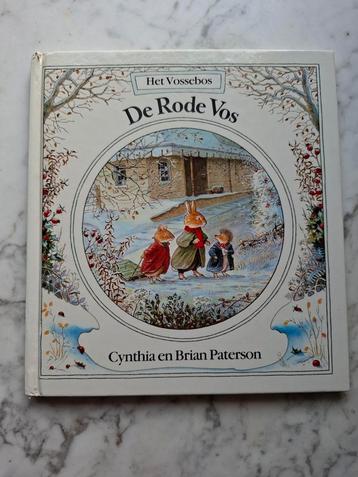 Het Vossebos
De Rode Vos
Cynthia en Brian Paterson